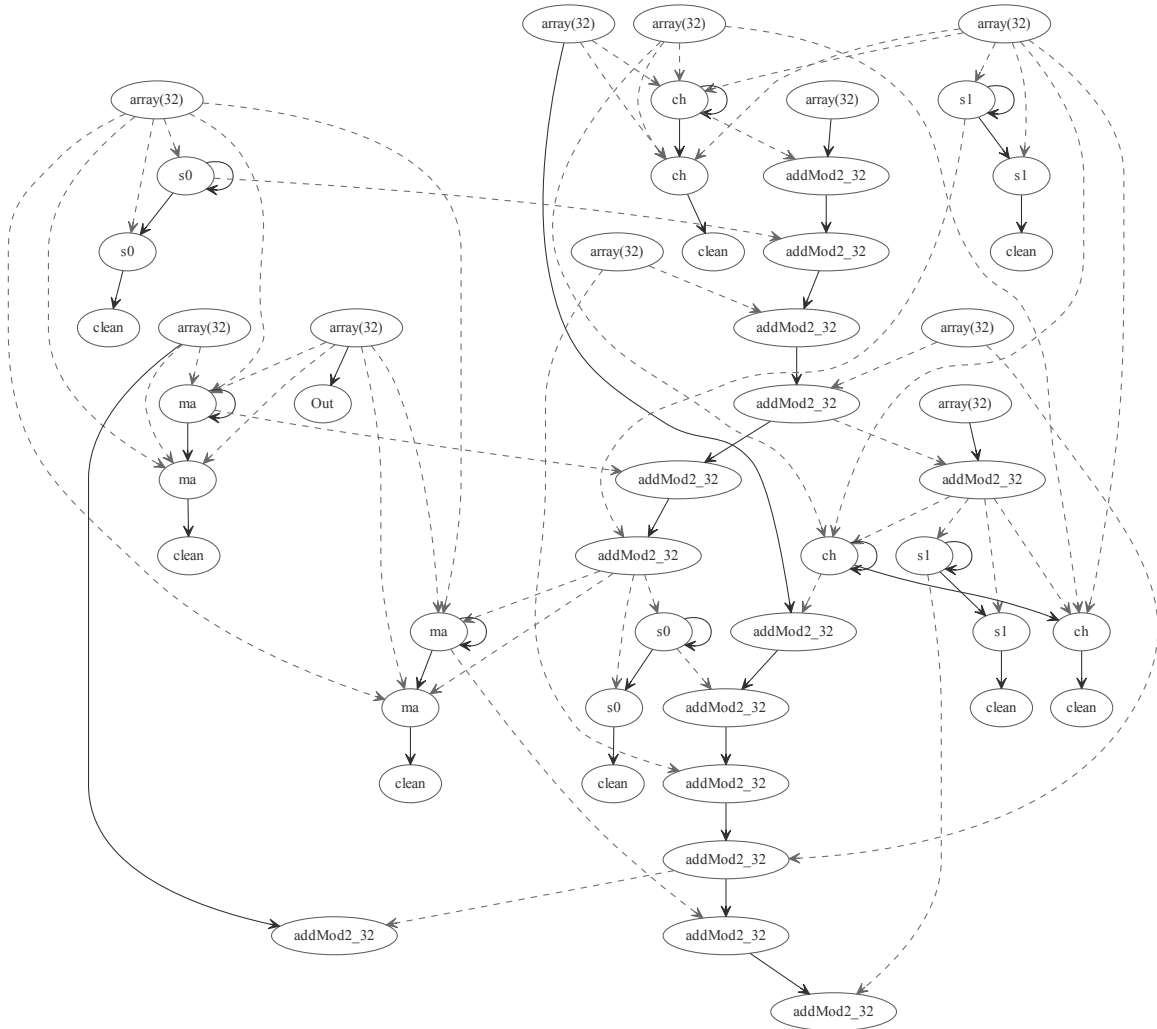 array(32) array(32) array(32)
array(32) ch array(32) s1
s0 ch addMod2_32 s1
s0 array(32) clean addMod2_32 clean
clean array(32) array(32) addMod2_32 array(32)
ma Out addMod2_32 array(32)
ma addMod2_32 addMod2_32
clean addMod2_32 ch s1
ma s0 addMod2_32 s1 ch
ma s0 addMod2_32 clean clean
clean clean addMod2_32
addMod2_32
addMod2_32 addMod2_32
addMod2_32